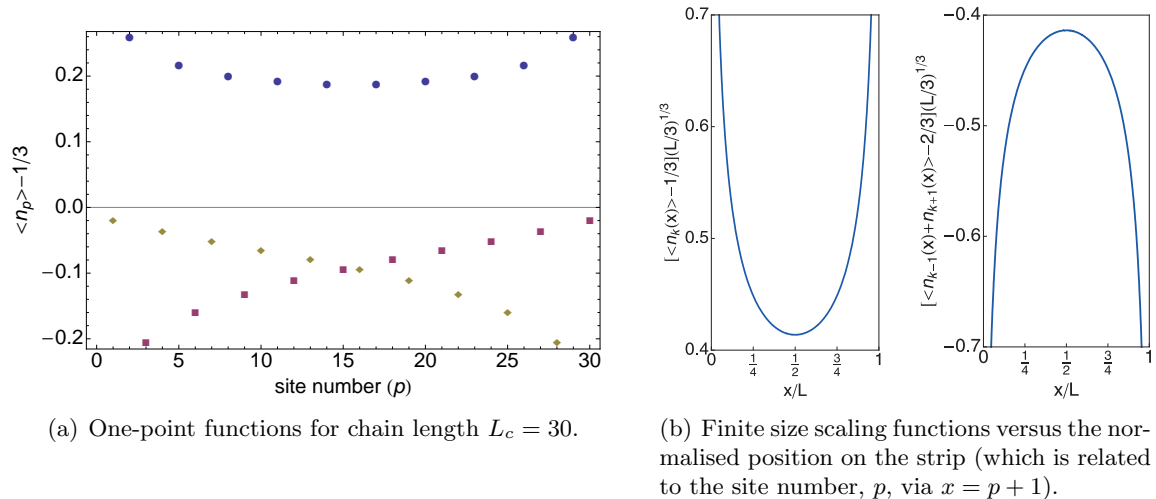 0.2
0.1
0.0
−0.1
−0.2
<n_p>−1/3
0 5 10 15 20 25 30
site number (p)
(a) One-point functions for chain length L_c = 30.
0.7
0.6
0.5
0.4
[<n_k(x)>−1/3](L/3)^{1/3}
0 1/4 1/2 3/4 1
x/L
−0.4
−0.5
−0.6
−0.7
[<n_{k−1}(x)+n_{k+1}(x)>−2/3](L/3)^{1/3}
0 1/4 1/2 3/4 1
x/L
(b) Finite size scaling functions versus the nor-
malised position on the strip (which is related
to the site number, p, via x = p + 1).